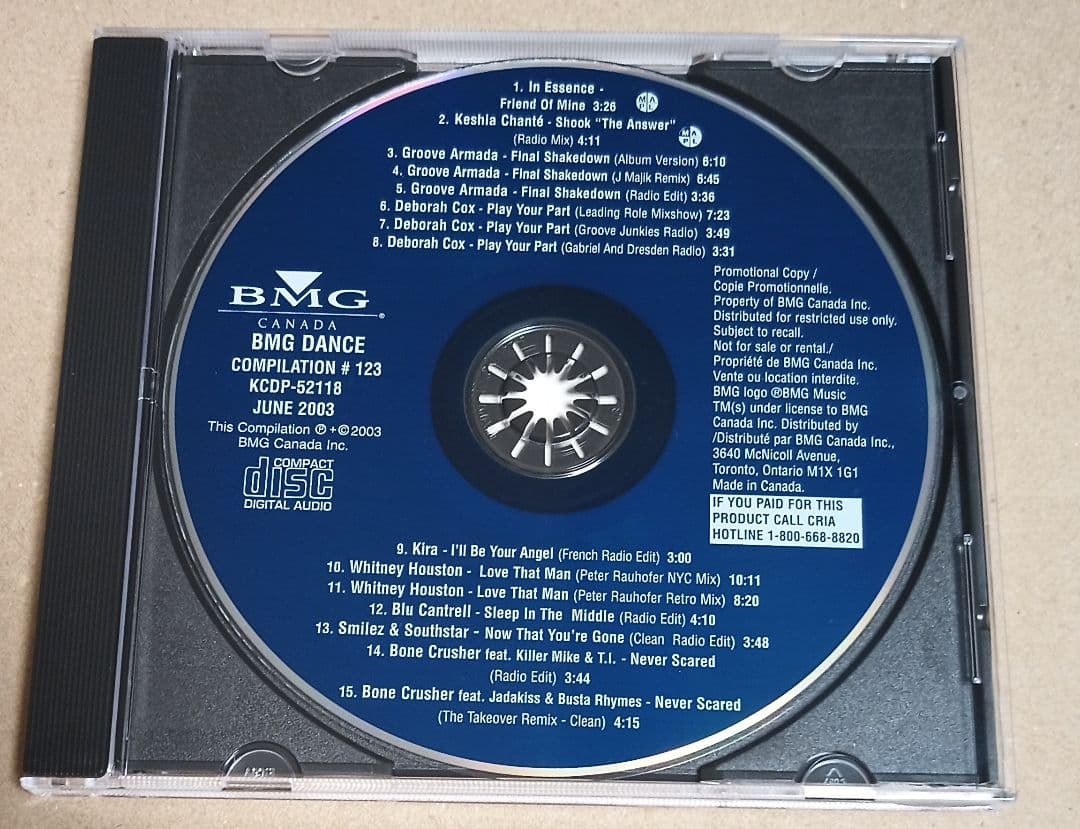 1. In Essence -
Friend Of Mine 3:26
M A P L
2. Keshia Chanté - Shook "The Answer"
(Radio Mix) 4:11
M A P L
3. Groove Armada - Final Shakedown (Album Version) 6:10
4. Groove Armada - Final Shakedown (J Majik Remix) 6:45
5. Groove Armada - Final Shakedown (Radio Edit) 3:36
6. Deborah Cox - Play Your Part (Leading Role Mixshow) 7:23
7. Deborah Cox - Play Your Part (Groove Junkies Radio) 3:49
8. Deborah Cox - Play Your Part (Gabriel And Dresden Radio) 3:31
BMG
CANADA
BMG DANCE
COMPILATION # 123
KCDP-52118
JUNE 2003
This Compilation ℗+©2003
BMG Canada Inc.
COMPACT
disc
DIGITAL AUDIO
Promotional Copy /
Copie Promotionnelle.
Property of BMG Canada Inc.
Distributed for restricted use only.
Subject to recall.
Not for sale or rental./
Propriété de BMG Canada Inc.
Vente ou location interdite.
BMG logo ®BMG Music
TM(s) under license to BMG
Canada Inc. Distributed by
/Distributé par BMG Canada Inc.,
3640 McNicoll Avenue,
Toronto, Ontario M1X 1G1
Made in Canada.
IF YOU PAID FOR THIS
PRODUCT CALL CRIA
HOTLINE 1-800-668-8820
9. Kira - I'll Be Your Angel (French Radio Edit) 3:00
10. Whitney Houston - Love That Man (Peter Rauhofer NYC Mix) 10:11
11. Whitney Houston - Love That Man (Peter Rauhofer Retro Mix) 8:20
12. Blu Cantrell - Sleep In The Middle (Radio Edit) 4:10
13. Smilez & Southstar - Now That You're Gone (Clean Radio Edit) 3:48
14. Bone Crusher feat. Killer Mike & T.I. - Never Scared
(Radio Edit) 3:44
15. Bone Crusher feat. Jadakiss & Busta Rhymes - Never Scared
(The Takeover Remix - Clean) 4:15